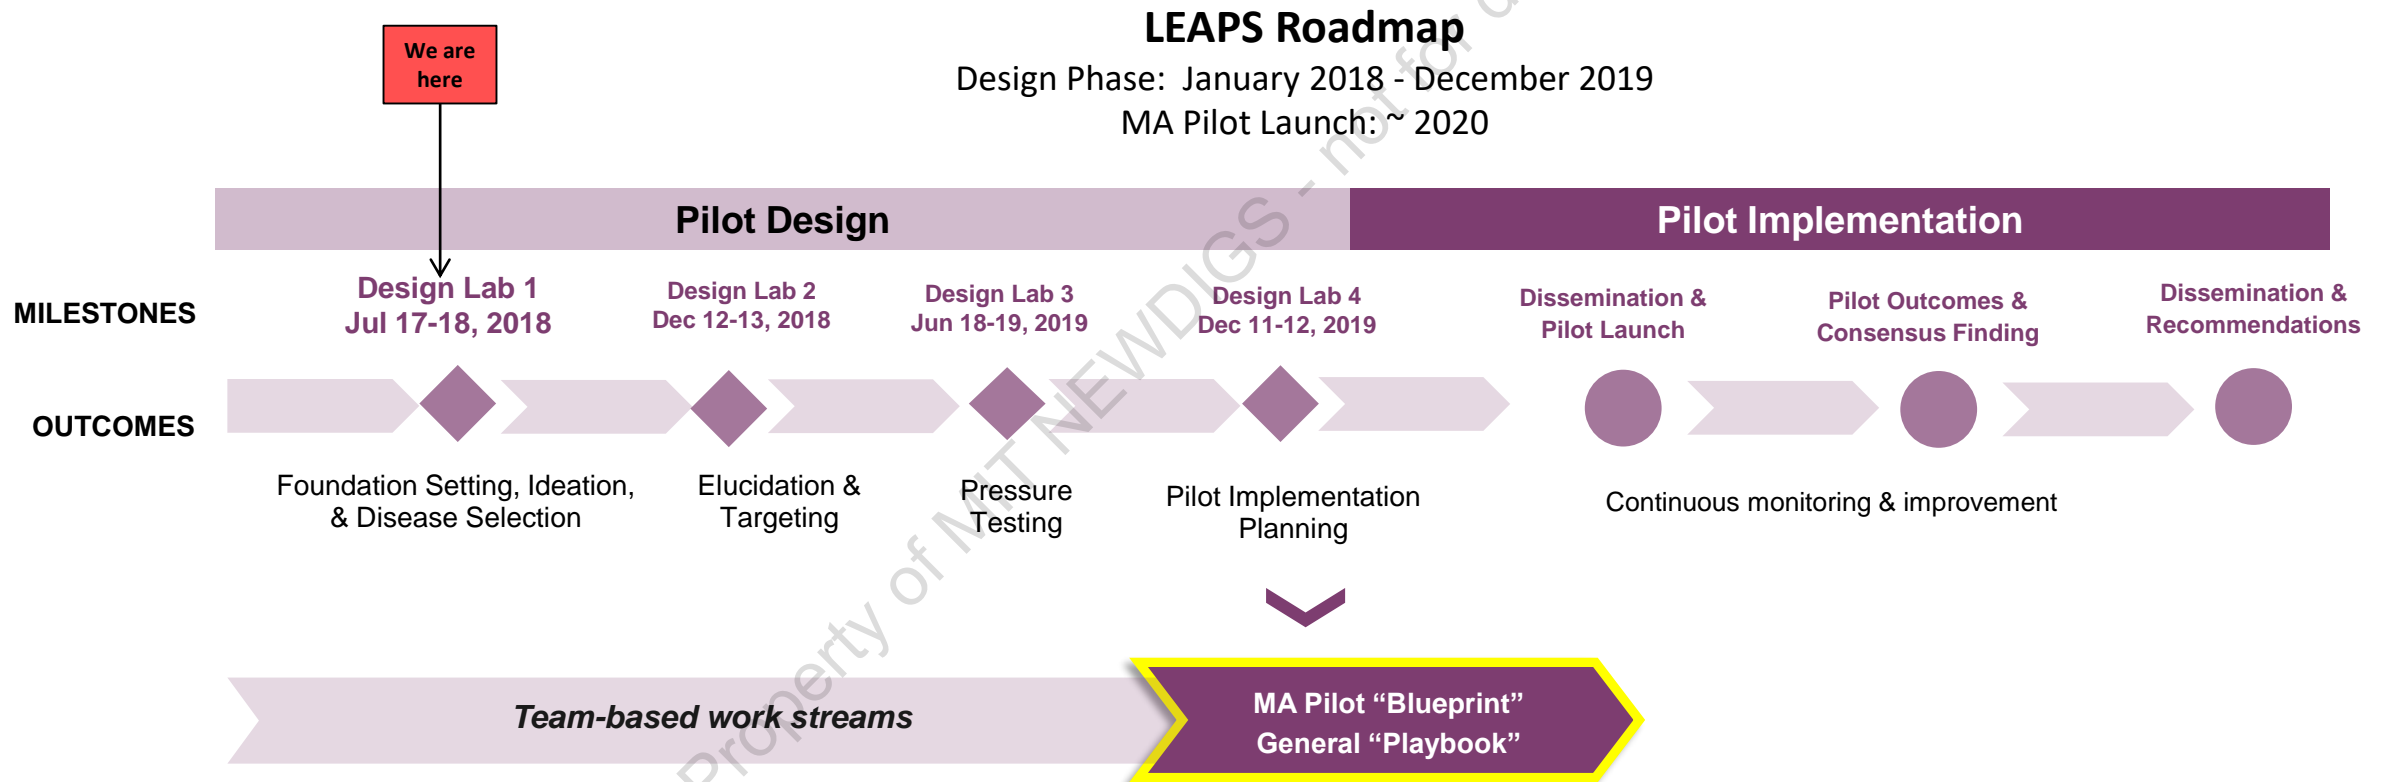 LEAPS Roadmap
Design Phase: January 2018 - December 2019
MA Pilot Launch: ~ 2020
We are
here
Pilot Design
Pilot Implementation
MILESTONES
Design Lab 1
Jul 17-18, 2018
Design Lab 2
Dec 12-13, 2018
Design Lab 3
Jun 18-19, 2019
Design Lab 4
Dec 11-12, 2019
Dissemination &
Pilot Launch
Pilot Outcomes &
Consensus Finding
Dissemination &
Recommendations
OUTCOMES
Foundation Setting, Ideation,
& Disease Selection
Elucidation &
Targeting
Pressure
Testing
Pilot Implementation
Planning
Continuous monitoring & improvement
Team-based work streams
MA Pilot “Blueprint”
General “Playbook”
Property of MIT NEWDIGS - not for